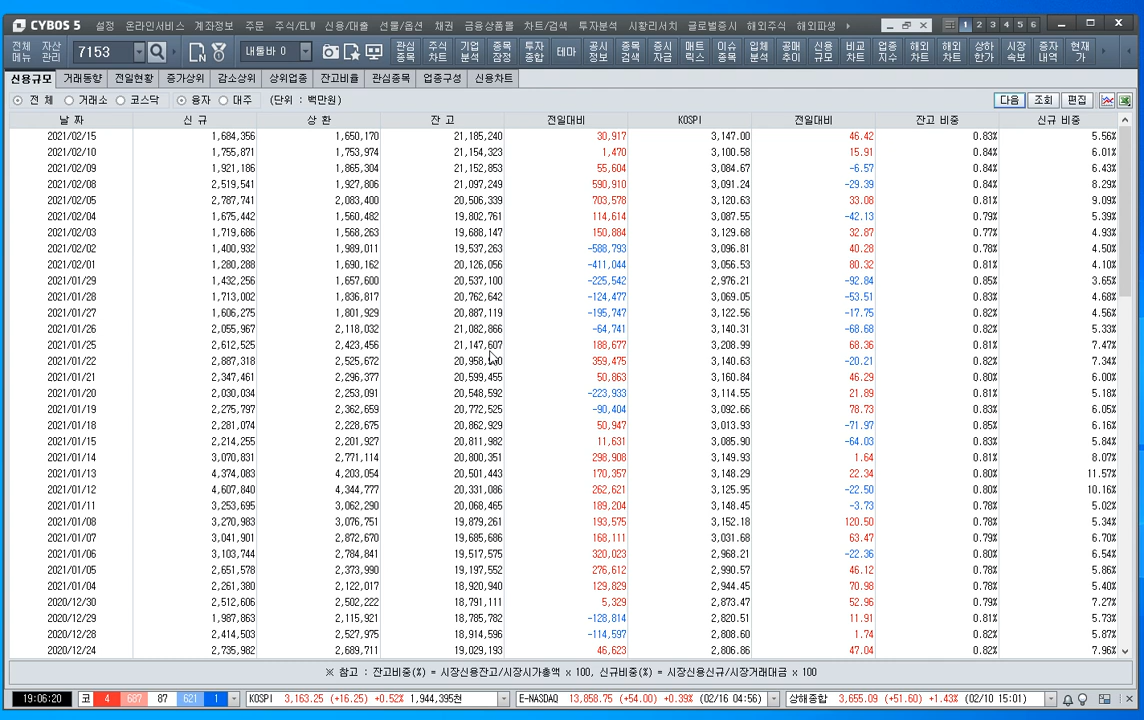 CYBOS 5 설정 온라인서비스 계좌정보 주문 주식/ELW 신용/대출 선물/옵션 채권 금융상품몰 차트/검색 투자분석 시황리서치 글로벌증시 해외주식 해외파생 1 2 3 4 5 6
전체메뉴 자산관리 7153 내툴바 0 관심종목 주식차트 기업분석 종목잠정 투자종합 테마 공시정보 종목검색 증시자금 매트릭스 이슈종목 입체분석 공매추이 신용규모 비교차트 업종지수 해외차트 해외차트 상하한가 시장속보 증자내역 현재가
신용규모 거래동향 전일현황 증가상위 감소상위 상위업종 잔고비율 관심종목 업종구성 신용차트
전 체 거래소 코스닥 융자 대주 (단위 : 백만원) 다음 조회 편집
날 짜 신 규 상 환 잔 고 전일대비 KOSPI 전일대비 잔고 비중 신규 비중
2021/02/15 1,684,356 1,650,170 21,185,240 30,917 3,147.00 46.42 0.83% 5.56%
2021/02/10 1,755,871 1,753,974 21,154,323 1,470 3,100.58 15.91 0.84% 6.01%
2021/02/09 1,921,186 1,865,304 21,152,853 55,604 3,084.67 -6.57 0.84% 6.43%
2021/02/08 2,519,541 1,927,806 21,097,249 590,910 3,091.24 -29.39 0.84% 8.29%
2021/02/05 2,787,741 2,083,400 20,506,339 703,578 3,120.63 33.08 0.81% 9.09%
2021/02/04 1,675,442 1,560,482 19,802,761 114,614 3,087.55 -42.13 0.79% 5.39%
2021/02/03 1,719,686 1,568,263 19,688,147 150,884 3,129.68 32.87 0.77% 4.93%
2021/02/02 1,400,932 1,989,011 19,537,263 -588,793 3,096.81 40.28 0.78% 4.50%
2021/02/01 1,280,288 1,690,162 20,126,056 -411,044 3,056.53 80.32 0.81% 4.10%
2021/01/29 1,432,256 1,657,600 20,537,100 -225,542 2,976.21 -92.84 0.85% 3.65%
2021/01/28 1,713,002 1,836,817 20,762,642 -124,477 3,069.05 -53.51 0.83% 4.68%
2021/01/27 1,606,275 1,801,929 20,887,119 -195,747 3,122.56 -17.75 0.82% 4.56%
2021/01/26 2,055,967 2,118,032 21,082,866 -64,741 3,140.31 -68.68 0.82% 5.33%
2021/01/25 2,612,525 2,423,456 21,147,607 188,677 3,208.99 68.36 0.81% 7.47%
2021/01/22 2,887,318 2,525,672 359,475 3,140.63 -20.21 0.82% 7.34%
2021/01/21 2,347,461 2,296,377 20,599,455 50,863 3,160.84 46.29 0.80% 6.00%
2021/01/20 2,030,034 2,253,091 20,548,592 -223,933 3,114.55 21.89 0.81% 5.18%
2021/01/19 2,275,797 2,362,659 20,772,525 -90,404 3,092.66 78.73 0.83% 6.05%
2021/01/18 2,281,074 2,228,675 20,862,929 50,947 3,013.93 -71.97 0.85% 6.16%
2021/01/15 2,214,255 2,201,927 20,811,982 11,631 3,085.90 -64.03 0.83% 5.84%
2021/01/14 3,070,831 2,771,114 20,800,351 298,908 3,149.93 1.64 0.81% 8.07%
2021/01/13 4,374,083 4,203,054 20,501,443 170,357 3,148.29 22.34 0.80% 11.57%
2021/01/12 4,607,840 4,344,777 20,331,086 262,621 3,125.95 -22.50 0.80% 10.16%
2021/01/11 3,253,695 3,062,290 20,068,465 189,204 3,148.45 -3.73 0.78% 5.02%
2021/01/08 3,270,983 3,076,751 19,879,261 193,575 3,152.18 120.50 0.78% 5.34%
2021/01/07 3,041,901 2,872,670 19,685,686 168,111 3,031.68 63.47 0.79% 6.70%
2021/01/06 3,103,744 2,784,841 19,517,575 320,023 2,968.21 -22.36 0.80% 6.54%
2021/01/05 2,651,578 2,373,990 19,197,552 276,612 2,990.57 46.12 0.78% 5.86%
2021/01/04 2,261,380 2,122,017 18,920,940 129,829 2,944.45 70.98 0.78% 5.40%
2020/12/30 2,512,606 2,502,222 18,791,111 5,329 2,873.47 52.96 0.79% 7.27%
2020/12/29 1,987,863 2,115,921 18,785,782 -128,814 2,820.51 11.91 0.81% 5.73%
2020/12/28 2,414,503 2,527,975 18,914,596 -114,597 2,808.60 1.74 0.82% 5.87%
2020/12/24 2,735,982 2,689,711 19,029,193 46,623 2,806.86 47.04 0.82% 7.96%
※ 참고 : 잔고비중(%) = 시장신용잔고/시장시가총액 x 100, 신규비중(%) = 시장신용신규/시장거래대금 x 100
19:06:20 코 4 687 87 621 1 KOSPI 3,163.25 (+16.25) +0.52% 1,944,395천 E-NASDAQ 13,858.75 (+54.00) +0.39% (02/16 04:56) 상해종합 3,655.09 (+51.60) +1.43% (02/10 15:01)